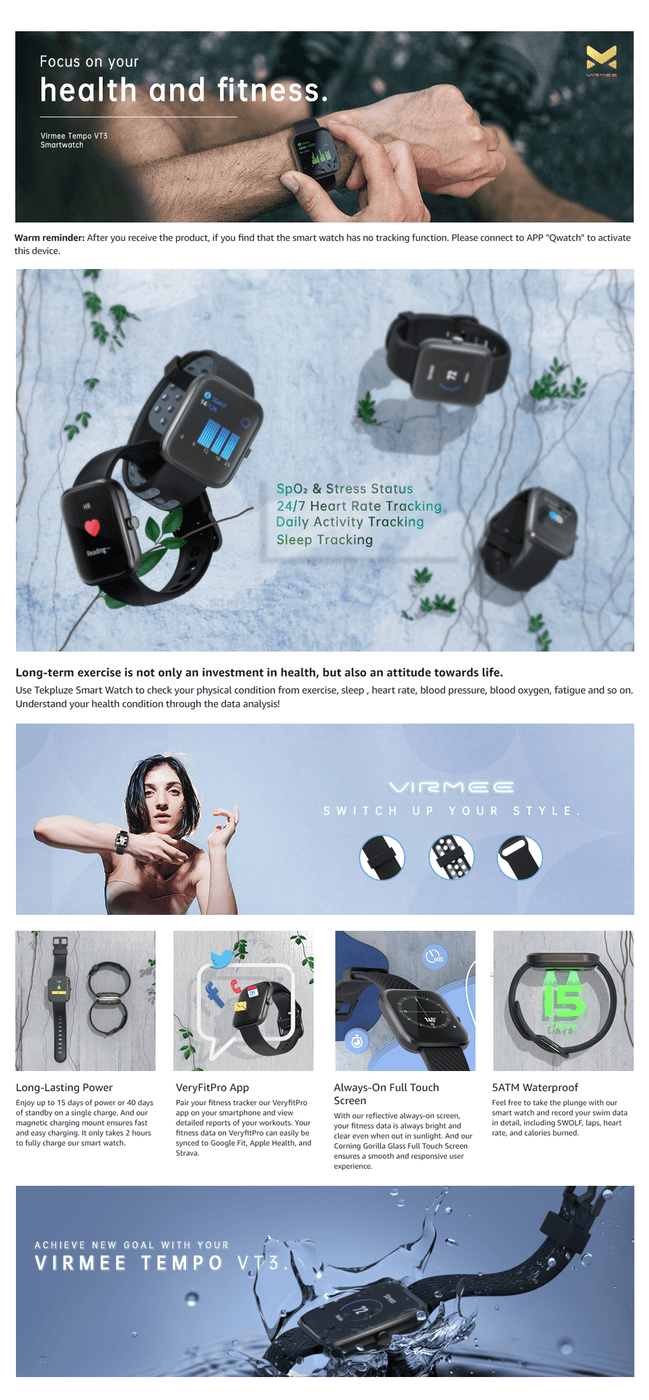 Focus on your
health and fitness.
VIRMEE
Virmee Tempo VT3
Smartwatch
Warm reminder: After you receive the product, if you find that the smart watch has no tracking function. Please connect to APP "Qwatch" to activate
this device.
Stand
14/12h
0 6 12 18 23
72
HR
Reading--
SpO₂ & Stress Status
24/7 Heart Rate Tracking
Daily Activity Tracking
Sleep Tracking
Long-term exercise is not only an investment in health, but also an attitude towards life.
Use Tekpluze Smart Watch to check your physical condition from exercise, sleep , heart rate, blood pressure, blood oxygen, fatigue and so on.
Understand your health condition through the data analysis!
VIRMEE
SWITCH UP YOUR STYLE.
15
Days
Long-Lasting Power
Enjoy up to 15 days of power or 40 days
of standby on a single charge. And our
magnetic charging mount ensures fast
and easy charging. It only takes 2 hours
to fully charge our smart watch.
VeryFitPro App
Pair your fitness tracker our VeryfitPro
app on your smartphone and view
detailed reports of your workouts. Your
fitness data on VeryfitPro can easily be
synced to Google Fit, Apple Health, and
Strava.
Always-On Full Touch
Screen
With our reflective always-on screen,
your fitness data is always bright and
clear even when out in sunlight. And our
Corning Gorilla Glass Full Touch Screen
ensures a smooth and responsive user
experience.
5ATM Waterproof
Feel free to take the plunge with our
smart watch and record your swim data
in detail, including SWOLF, laps, heart
rate, and calories burned.
ACHIEVE NEW GOAL WITH YOUR
VIRMEE TEMPO VT3.
72